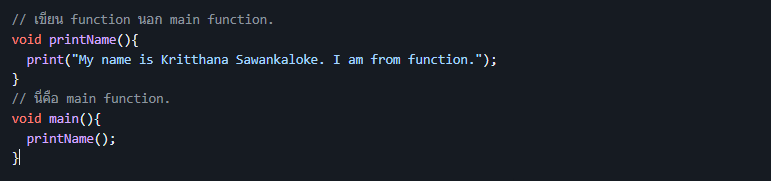 // เขียน function นอก main function.
void printName(){
  print("My name is Kritthana Sawankaloke. I am from function.");
}
// นี่คือ main function.
void main(){
  printName();
}